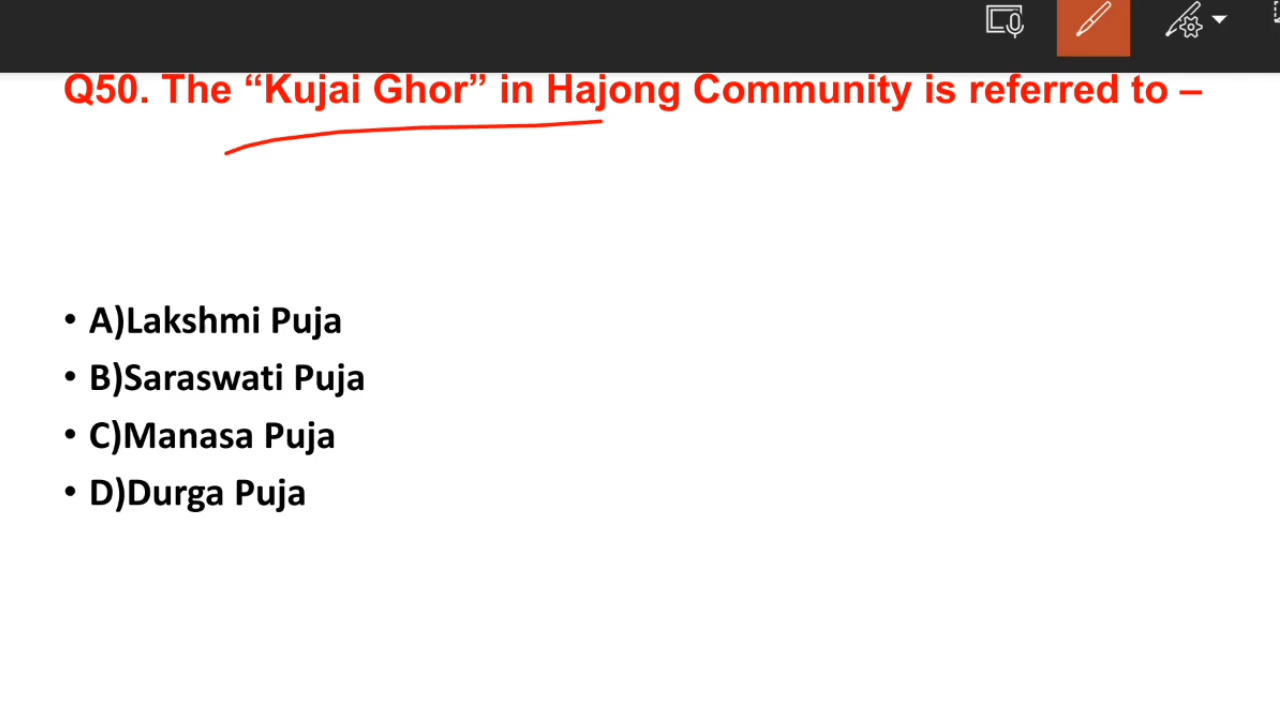 Q50. The “Kujai Ghor” in Hajong Community is referred to –
• A)Lakshmi Puja
• B)Saraswati Puja
• C)Manasa Puja
• D)Durga Puja